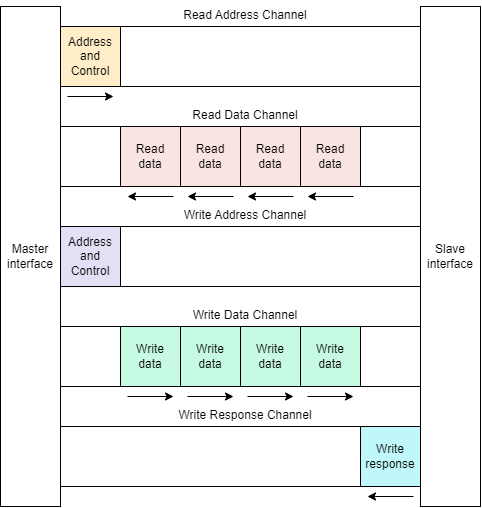 Read Address Channel
Address
and
Control
Read Data Channel
Read
data
Read
data
Read
data
Read
data
Write Address Channel
Master
interface
Address
and
Control
Slave
interface
Write Data Channel
Write
data
Write
data
Write
data
Write
data
Write Response Channel
Write
response